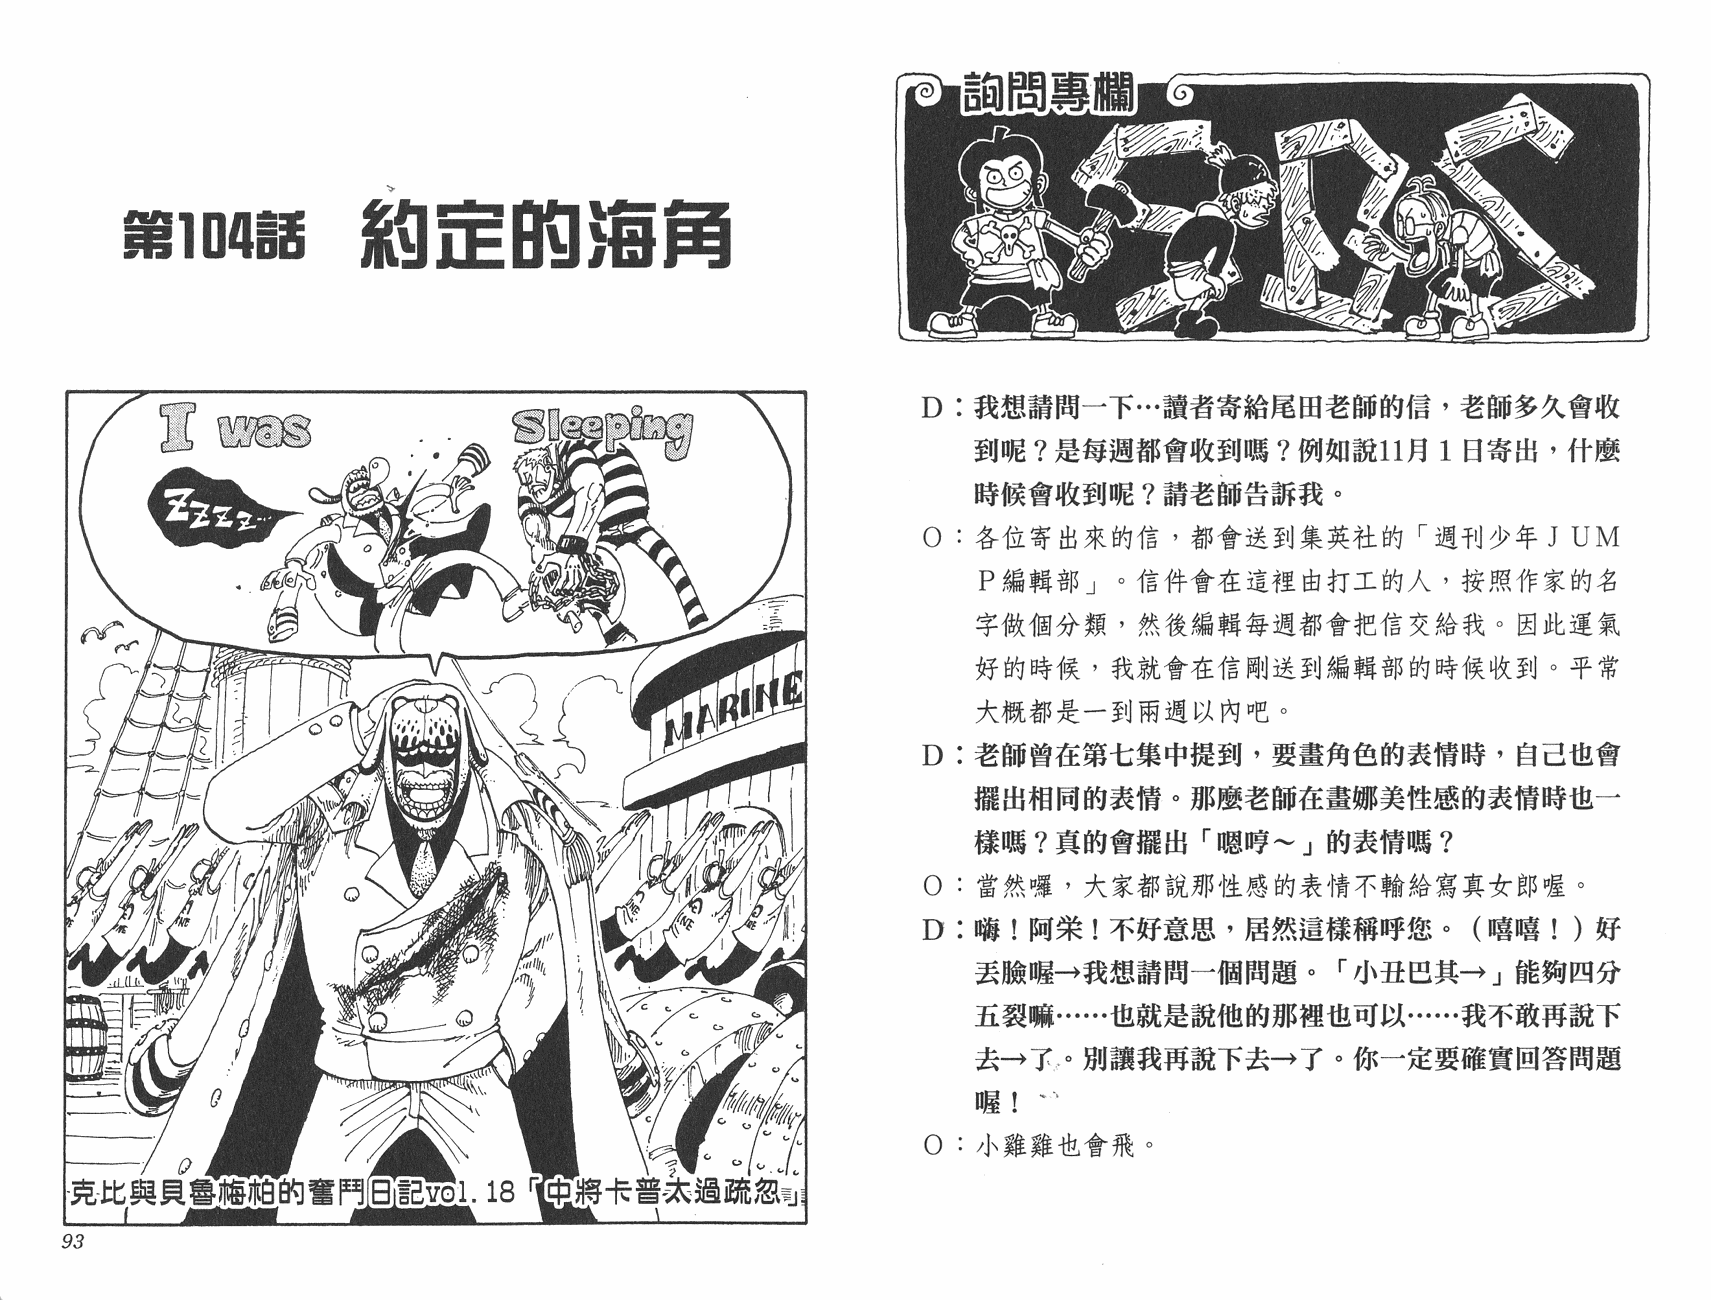 詢問專欄
SBS
D：我想請問一下…讀者寄給尾田老師的信，老師多久會收
到呢？是每週都會收到嗎？例如說11月１日寄出，什麼
時候會收到呢？請老師告訴我。
O：各位寄出來的信，都會送到集英社的「週刊少年ＪＵＭ
Ｐ編輯部」。信件會在這裡由打工的人，按照作家的名
字做個分類，然後編輯每週都會把信交給我。因此運氣
好的時候，我就會在信剛送到編輯部的時候收到。平常
大概都是一到兩週以內吧。
D：老師曾在第七集中提到，要畫角色的表情時，自己也會
擺出相同的表情。那麼老師在畫娜美性感的表情時也一
樣嗎？真的會擺出「嗯哼～」的表情嗎？
O：當然囉，大家都說那性感的表情不輸給寫真女郎喔。
D：嗨！阿栄！不好意思，居然這樣稱呼您。（嘻嘻！）好
丟臉喔→我想請問一個問題。「小丑巴其→」能夠四分
五裂嘛……也就是說他的那裡也可以……我不敢再說下
去→了。別讓我再說下去→了。你一定要確實回答問題
喔！
O：小雞雞也會飛。
第104話　約定的海角
I was Sleeping
ZZZZ…
MARINE
克比與貝魯梅柏的奮鬥日記vol.18「中將卡普太過疏忽」
93